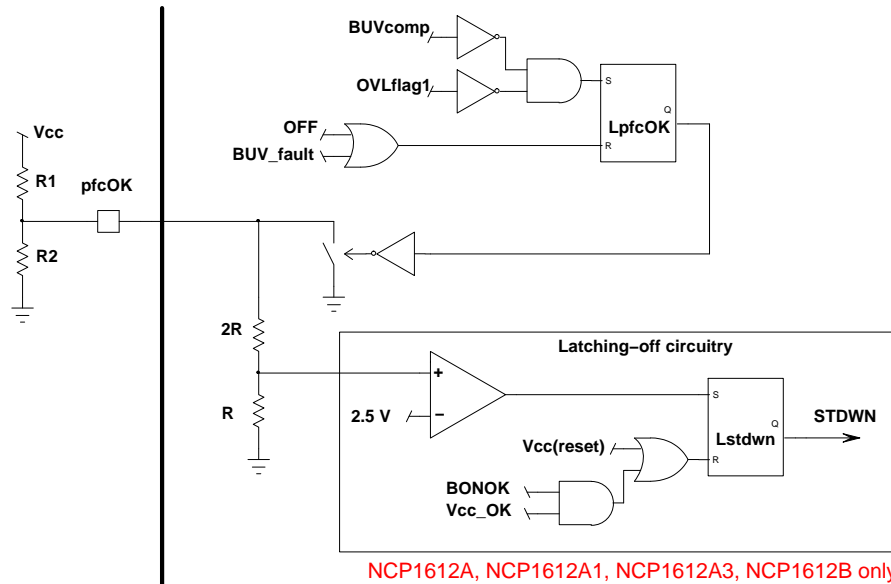 BUVcomp
OVLflag1
S
Q
LpfcOK
R
OFF
BUV_fault
Vcc
R1
pfcOK
R2
2R
R
Latching−off circuitry
+
2.5 V
−
S
Q
STDWN
Lstdwn
R
Vcc(reset)
BONOK
Vcc_OK
NCP1612A, NCP1612A1, NCP1612A3, NCP1612B only